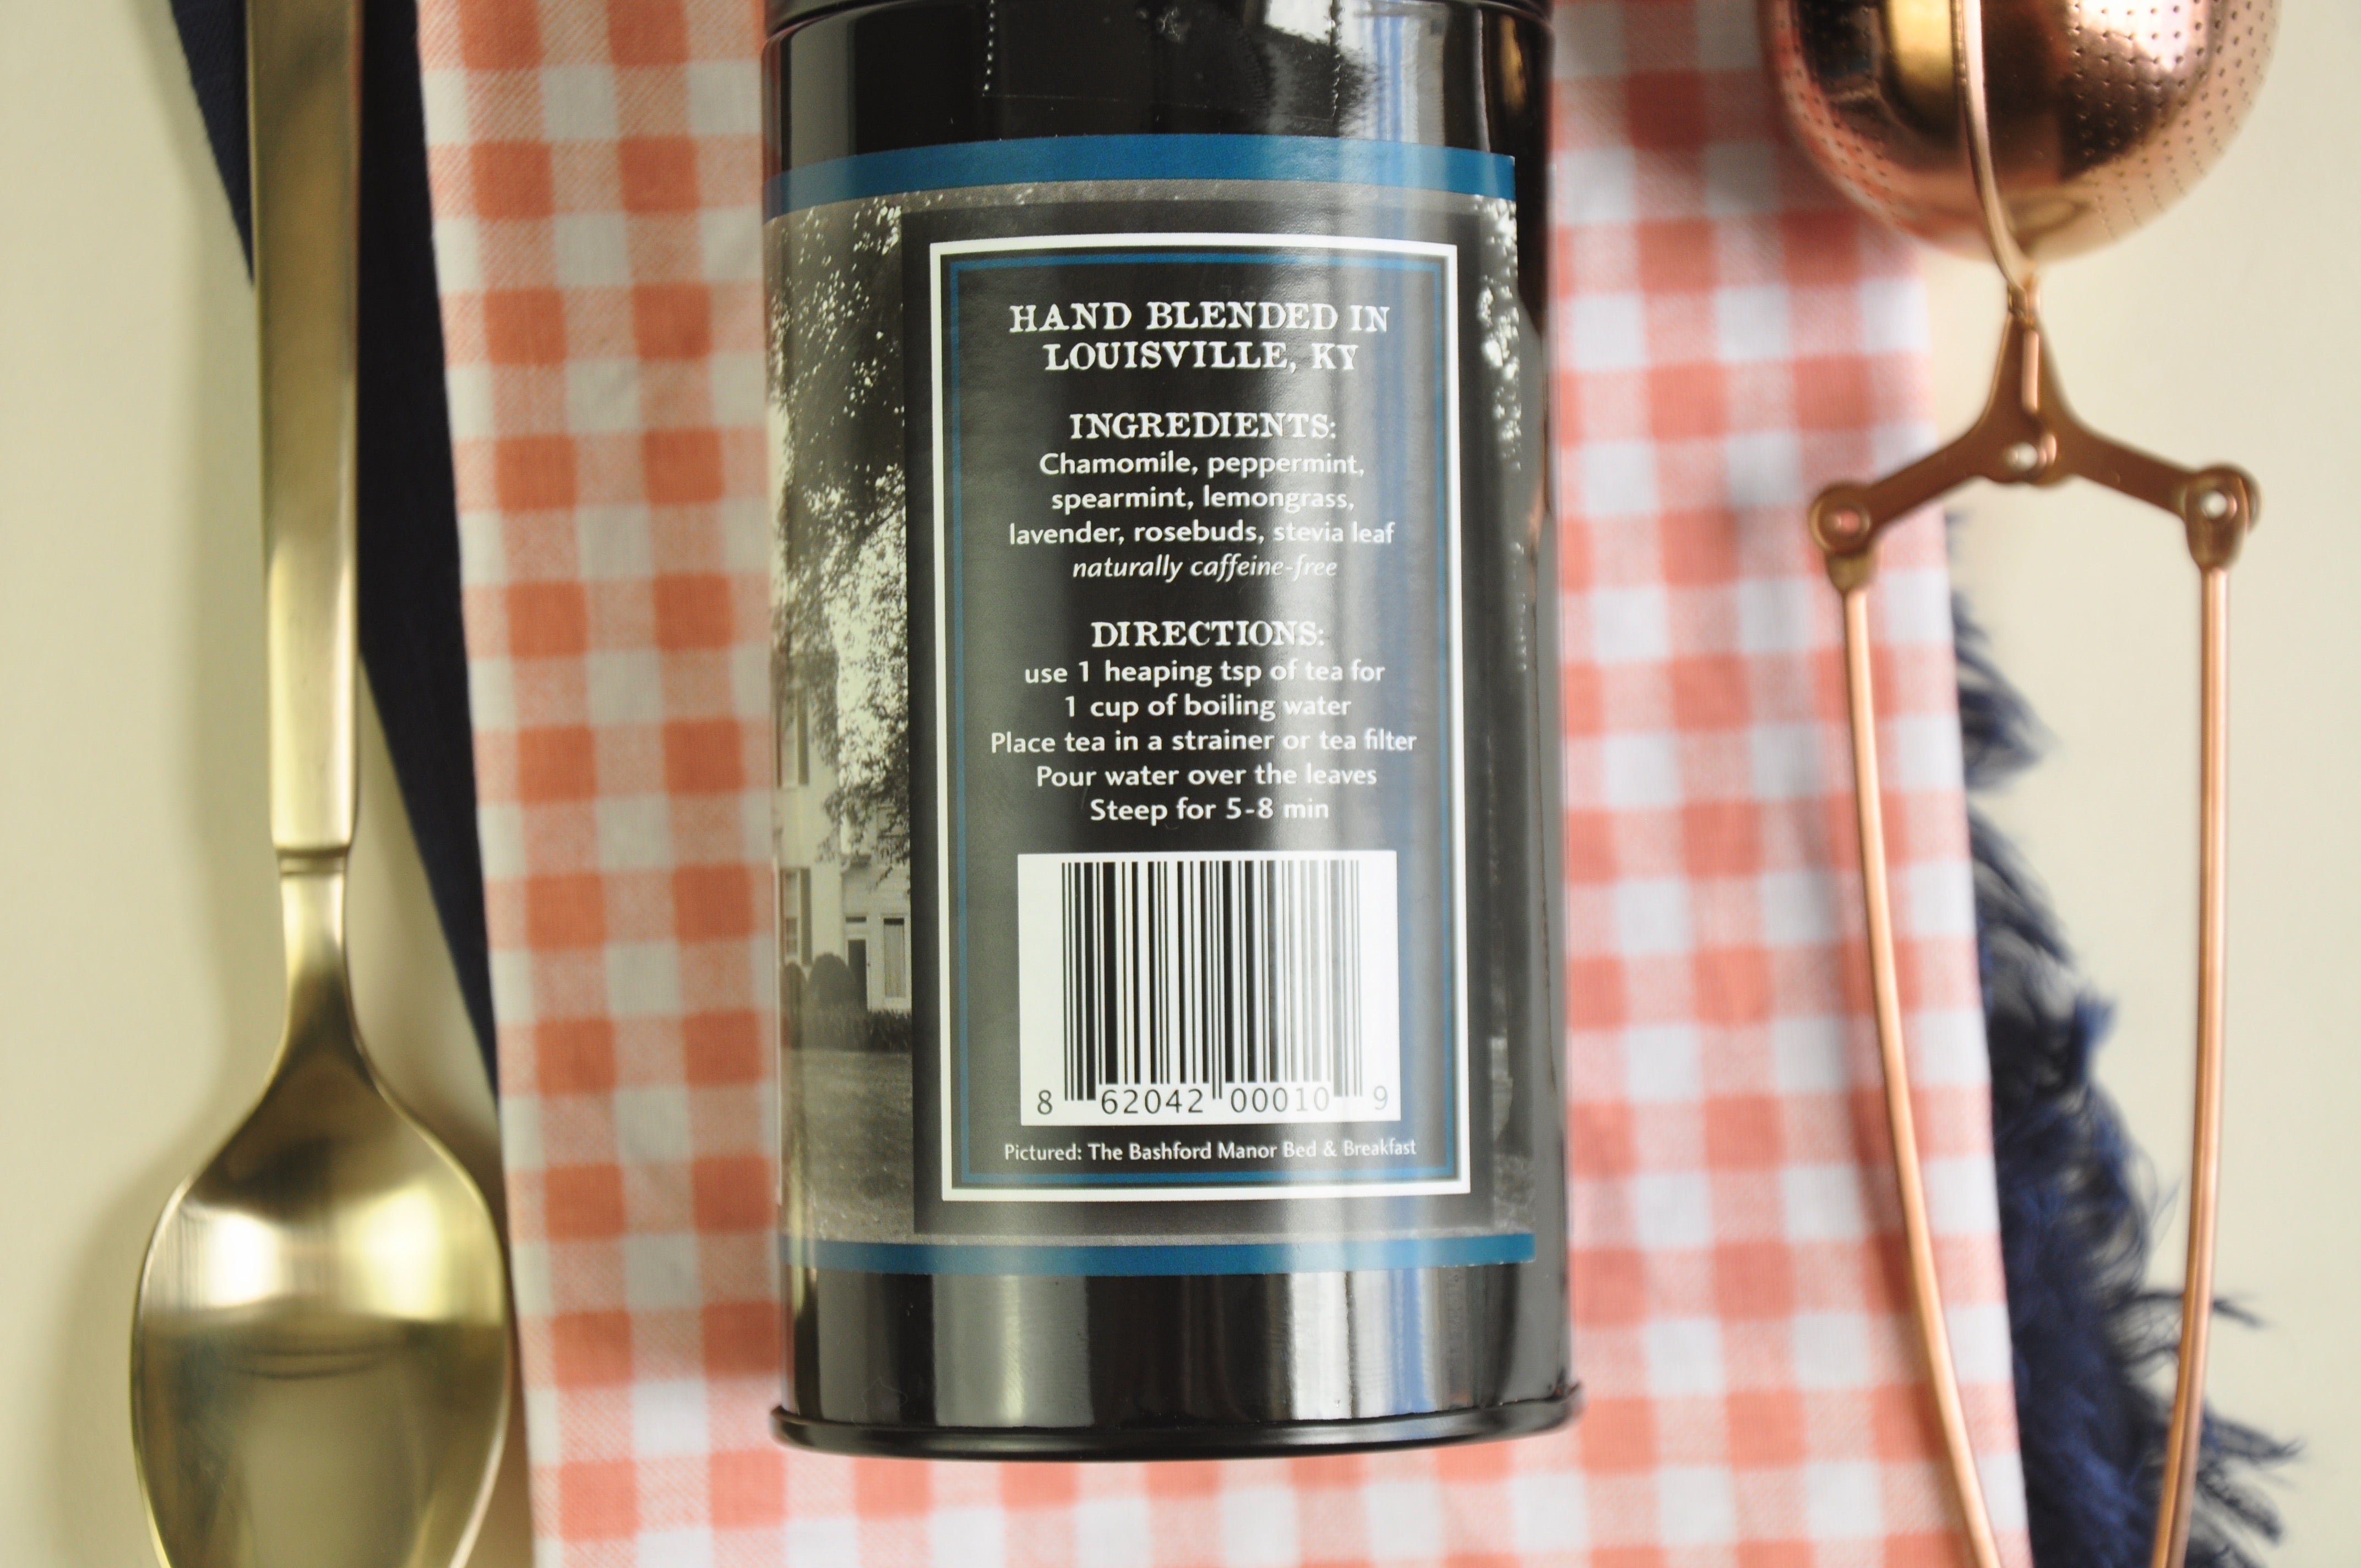 HAND BLENDED IN
LOUISVILLE, KY
INGREDIENTS:
Chamomile, peppermint,
spearmint, lemongrass,
lavender, rosebuds, stevia leaf
naturally caffeine-free
DIRECTIONS:
use 1 heaping tsp of tea for
1 cup of boiling water
Place tea in a strainer or tea filter
Pour water over the leaves
Steep for 5-8 min
8 62042 00010 9
Pictured: The Bashford Manor Bed & Breakfast